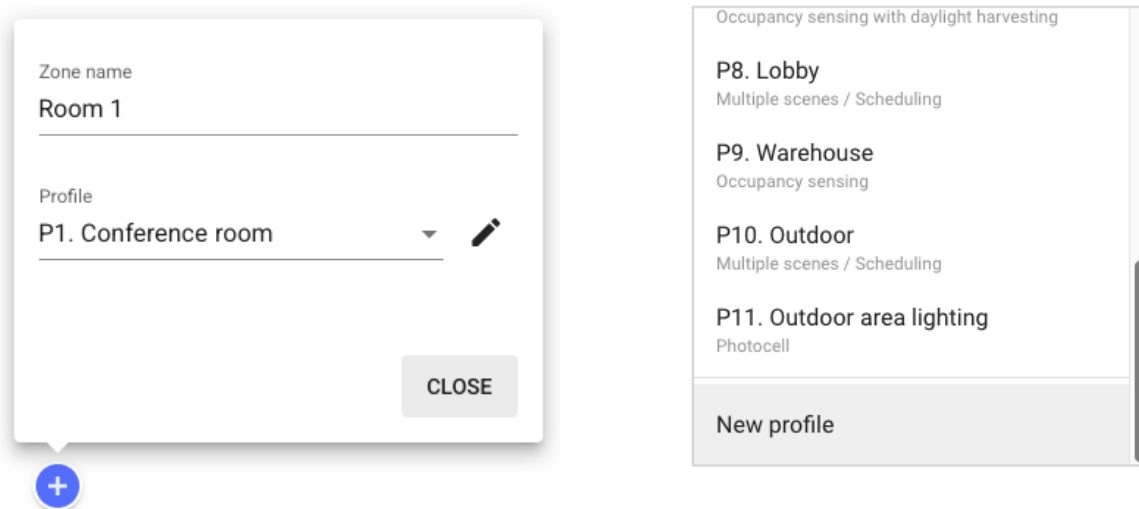 Zone name
Room 1
Profile
P1. Conference room
CLOSE
Occupancy sensing with daylight harvesting
P8. Lobby
Multiple scenes / Scheduling
P9. Warehouse
Occupancy sensing
P10. Outdoor
Multiple scenes / Scheduling
P11. Outdoor area lighting
Photocell
New profile